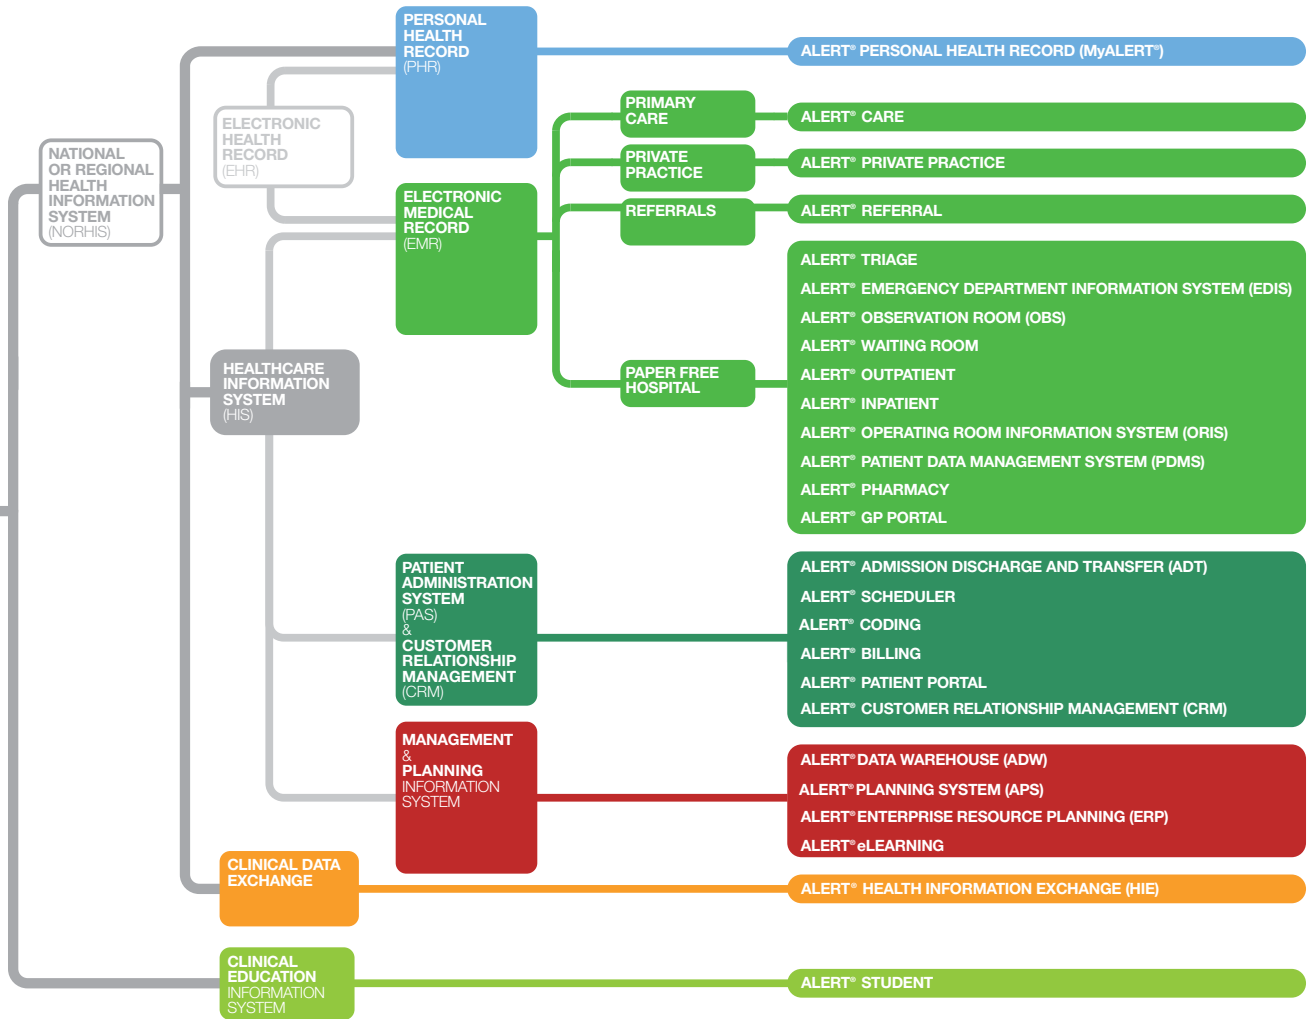 NATIONAL
OR REGIONAL
HEALTH
INFORMATION
SYSTEM
(NORHIS)
ELECTRONIC
HEALTH
RECORD
(EHR)
HEALTHCARE
INFORMATION
SYSTEM
(HIS)
PERSONAL
HEALTH
RECORD
(PHR)
ALERT® PERSONAL HEALTH RECORD (MyALERT®)
ELECTRONIC
MEDICAL
RECORD
(EMR)
PRIMARY
CARE
ALERT® CARE
PRIVATE
PRACTICE
ALERT® PRIVATE PRACTICE
REFERRALS
ALERT® REFERRAL
PAPER FREE
HOSPITAL
ALERT® TRIAGE
ALERT® EMERGENCY DEPARTMENT INFORMATION SYSTEM (EDIS)
ALERT® OBSERVATION ROOM (OBS)
ALERT® WAITING ROOM
ALERT® OUTPATIENT
ALERT® INPATIENT
ALERT® OPERATING ROOM INFORMATION SYSTEM (ORIS)
ALERT® PATIENT DATA MANAGEMENT SYSTEM (PDMS)
ALERT® PHARMACY
ALERT® GP PORTAL
PATIENT
ADMINISTRATION
SYSTEM
(PAS)
&
CUSTOMER
RELATIONSHIP
MANAGEMENT
(CRM)
ALERT® ADMISSION DISCHARGE AND TRANSFER (ADT)
ALERT® SCHEDULER
ALERT® CODING
ALERT® BILLING
ALERT® PATIENT PORTAL
ALERT® CUSTOMER RELATIONSHIP MANAGEMENT (CRM)
MANAGEMENT
&
PLANNING
INFORMATION
SYSTEM
ALERT® DATA WAREHOUSE (ADW)
ALERT® PLANNING SYSTEM (APS)
ALERT® ENTERPRISE RESOURCE PLANNING (ERP)
ALERT® eLEARNING
CLINICAL DATA
EXCHANGE
ALERT® HEALTH INFORMATION EXCHANGE (HIE)
CLINICAL
EDUCATION
INFORMATION
SYSTEM
ALERT® STUDENT